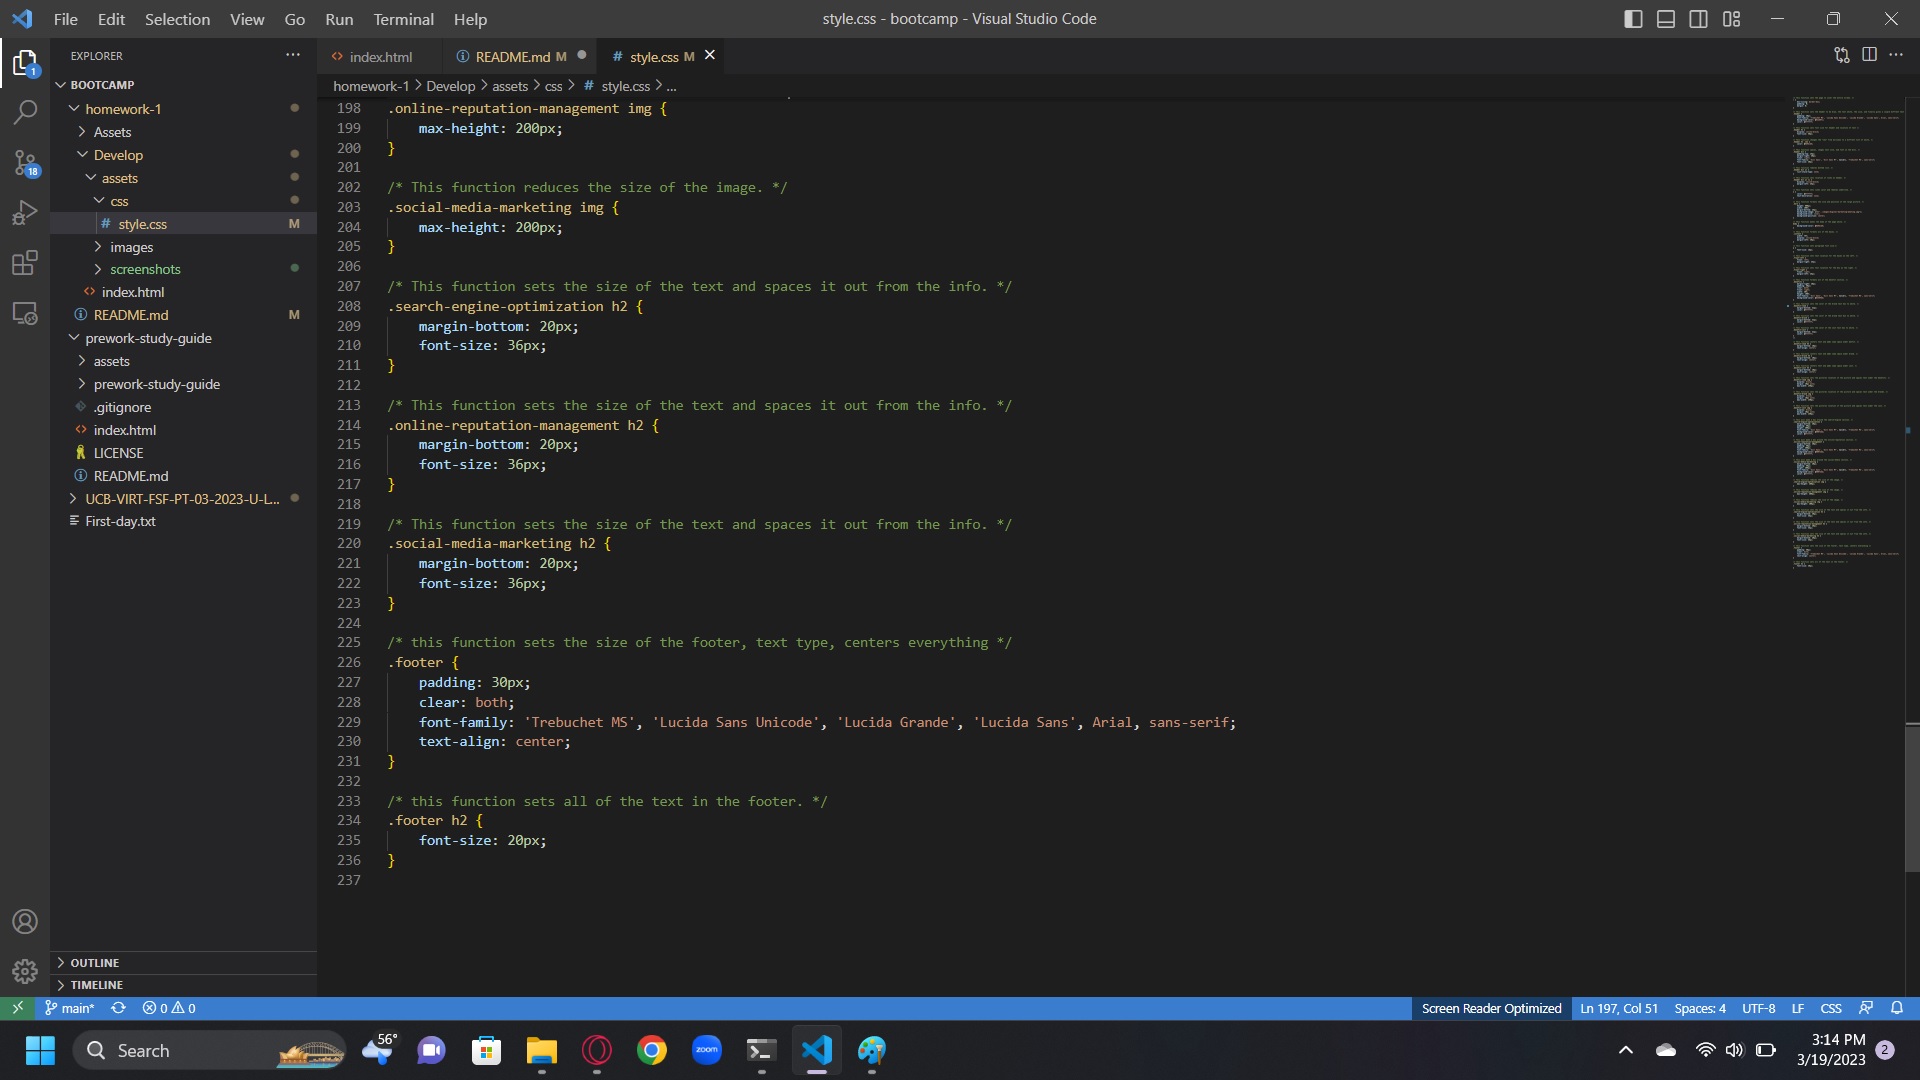 File Edit Selection View Go Run Terminal Help
style.css - bootcamp - Visual Studio Code
EXPLORER
BOOTCAMP
homework-1
Assets
Develop
assets
css
# style.css M
images
screenshots
index.html
README.md M
prework-study-guide
assets
prework-study-guide
.gitignore
index.html
LICENSE
README.md
UCB-VIRT-FSF-PT-03-2023-U-L...
First-day.txt
OUTLINE
TIMELINE
1
18
index.html
README.md M
# style.css M
homework-1 > Develop > assets > css > # style.css > ...
198 .online-reputation-management img {
199 max-height: 200px;
200 }
201
202 /* This function reduces the size of the image. */
203 .social-media-marketing img {
204 max-height: 200px;
205 }
206
207 /* This function sets the size of the text and spaces it out from the info. */
208 .search-engine-optimization h2 {
209 margin-bottom: 20px;
210 font-size: 36px;
211 }
212
213 /* This function sets the size of the text and spaces it out from the info. */
214 .online-reputation-management h2 {
215 margin-bottom: 20px;
216 font-size: 36px;
217 }
218
219 /* This function sets the size of the text and spaces it out from the info. */
220 .social-media-marketing h2 {
221 margin-bottom: 20px;
222 font-size: 36px;
223 }
224
225 /* this function sets the size of the footer, text type, centers everything */
226 .footer {
227 padding: 30px;
228 clear: both;
229 font-family: 'Trebuchet MS', 'Lucida Sans Unicode', 'Lucida Grande', 'Lucida Sans', Arial, sans-serif;
230 text-align: center;
231 }
232
233 /* this function sets all of the text in the footer. */
234 .footer h2 {
235 font-size: 20px;
236 }
237
main* 0 0
Screen Reader Optimized Ln 197, Col 51 Spaces: 4 UTF-8 LF CSS
Search
56°
zoom
3:14 PM
3/19/2023
2